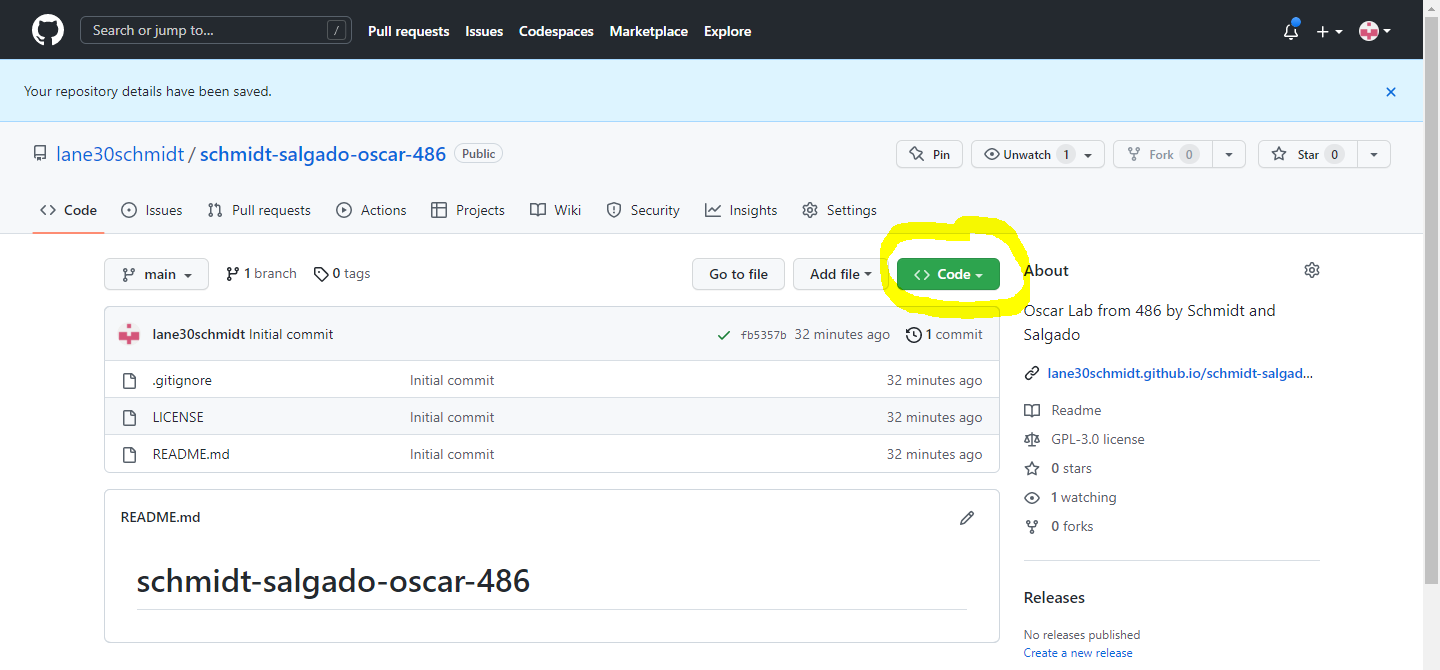 Search or jump to... / Pull requests Issues Codespaces Marketplace Explore
Your repository details have been saved.
lane30schmidt / schmidt-salgado-oscar-486 Public Pin Unwatch 1 Fork 0 Star 0
Code Issues Pull requests Actions Projects Wiki Security Insights Settings
main 1 branch 0 tags Go to file Add file Code
About
Oscar Lab from 486 by Schmidt and
Salgado
lane30schmidt.github.io/schmidt-salgad...
Readme
GPL-3.0 license
0 stars
1 watching
0 forks
Releases
No releases published
Create a new release
lane30schmidt Initial commit fb5357b 32 minutes ago 1 commit
.gitignore Initial commit 32 minutes ago
LICENSE Initial commit 32 minutes ago
README.md Initial commit 32 minutes ago
README.md
schmidt-salgado-oscar-486